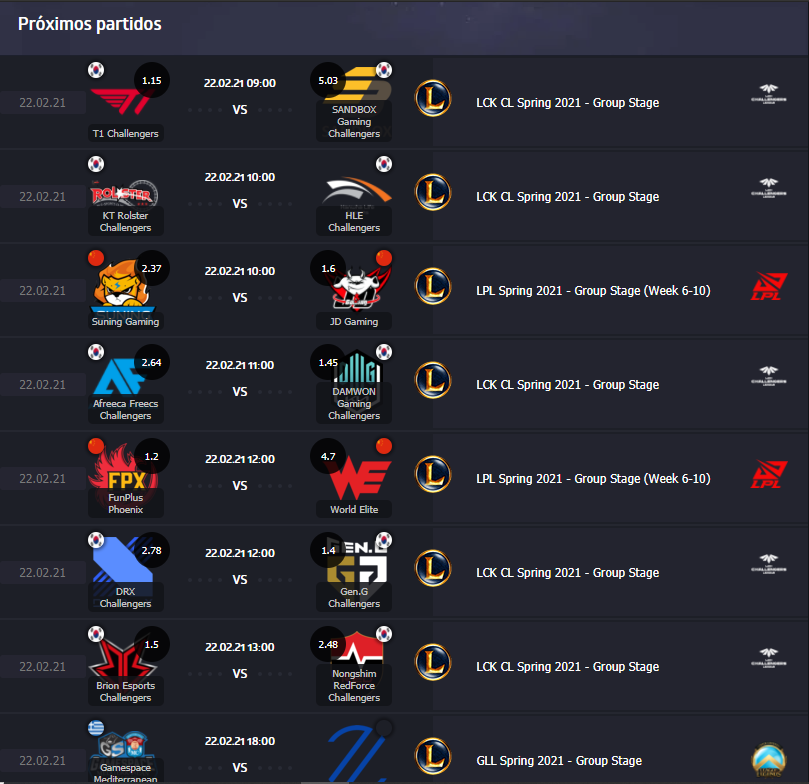 Próximos partidos
22.02.21
1.15
T1 Challengers
22.02.21 09:00
VS
5.03
SANDBOX
Gaming
Challengers
LCK CL Spring 2021 - Group Stage
22.02.21
ROLSTER
KT Rolster
Challengers
22.02.21 10:00
VS
HLE
Challengers
LCK CL Spring 2021 - Group Stage
22.02.21
2.37
Suning Gaming
22.02.21 10:00
VS
1.6
JD Gaming
LPL Spring 2021 - Group Stage (Week 6-10)
LPL
22.02.21
2.64
Afreeca Freecs
Challengers
22.02.21 11:00
VS
1.45
DAMWON
Gaming
Challengers
LCK CL Spring 2021 - Group Stage
22.02.21
1.2
FPX
FunPlus
Phoenix
22.02.21 12:00
VS
4.7
WE
World Elite
LPL Spring 2021 - Group Stage (Week 6-10)
LPL
22.02.21
2.78
DRX
Challengers
22.02.21 12:00
VS
1.4
GEN.G
Gen.G
Challengers
LCK CL Spring 2021 - Group Stage
22.02.21
1.5
Brion Esports
Challengers
22.02.21 13:00
VS
2.48
Nongshim
RedForce
Challengers
LCK CL Spring 2021 - Group Stage
22.02.21
GS
Gamespace
Mediterranean
22.02.21 18:00
VS
GLL Spring 2021 - Group Stage